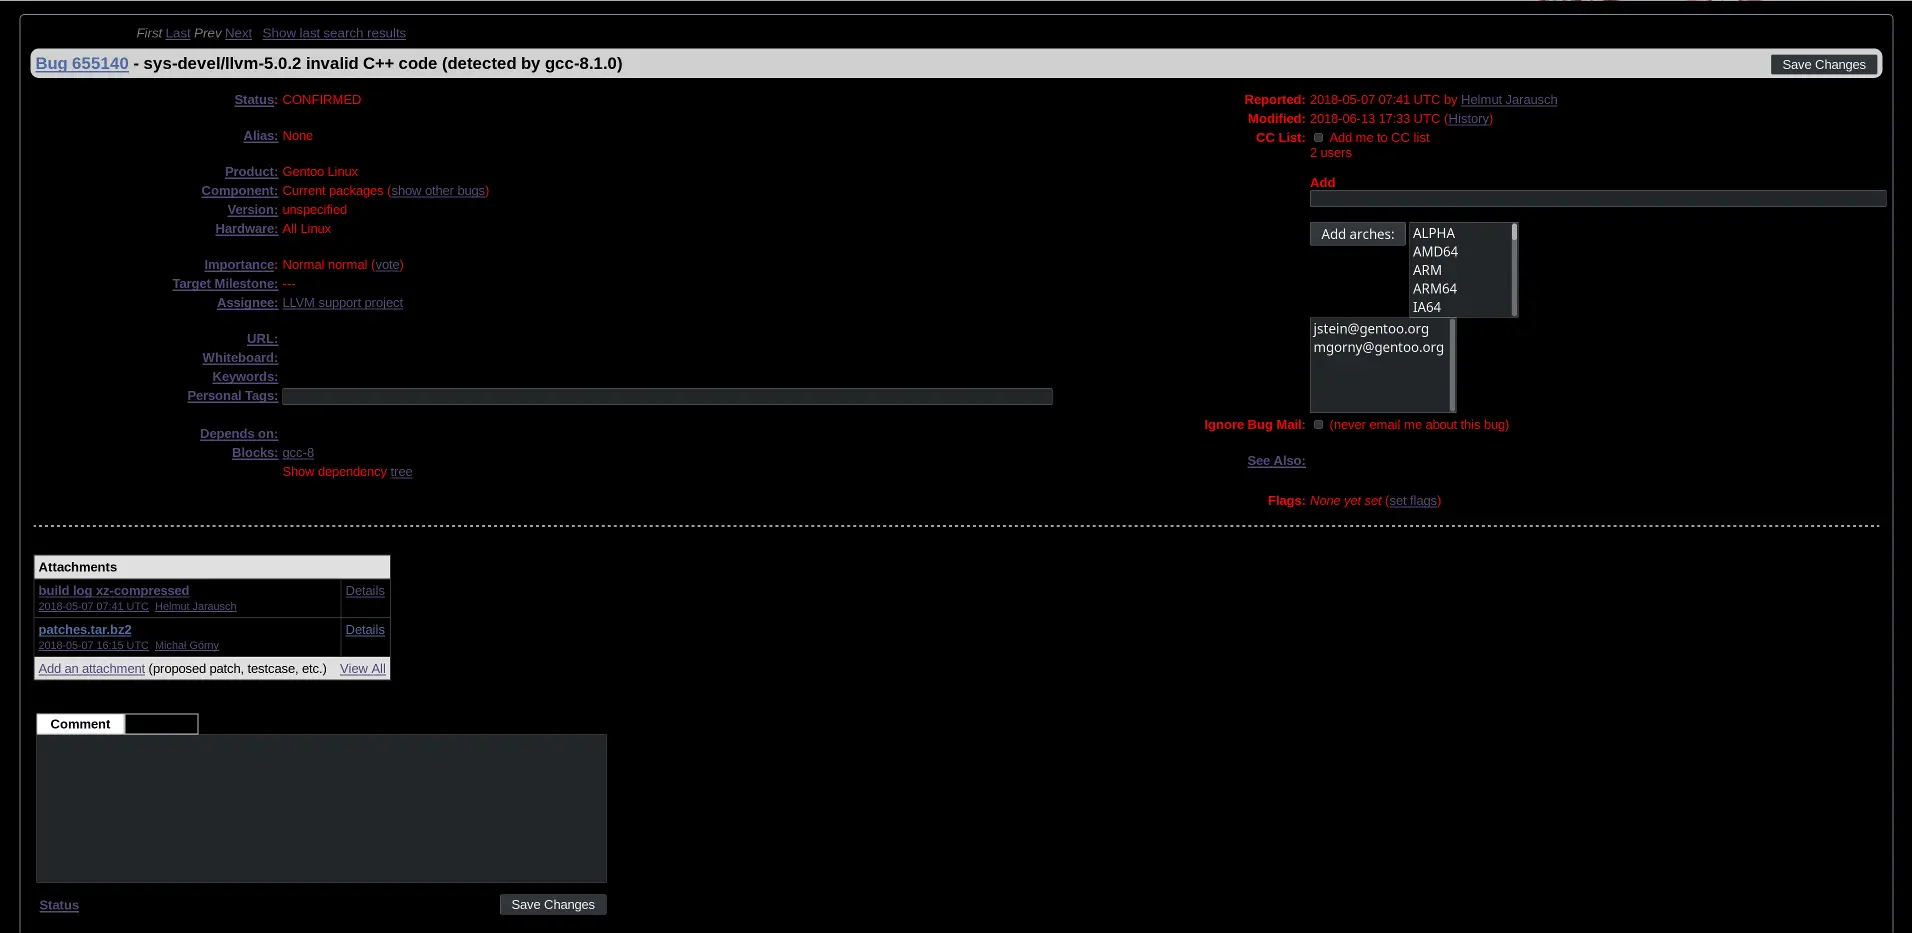 First Last Prev Next Show last search results
Bug 655140 - sys-devel/llvm-5.0.2 invalid C++ code (detected by gcc-8.1.0)
Save Changes
Status: CONFIRMED
Alias: None
Product: Gentoo Linux
Component: Current packages (show other bugs)
Version: unspecified
Hardware: All Linux
Importance: Normal normal (vote)
Target Milestone: ---
Assignee: LLVM support project
URL:
Whiteboard:
Keywords:
Personal Tags:
Depends on:
Blocks: gcc-8
Show dependency tree
Reported: 2018-05-07 07:41 UTC by Helmut Jarausch
Modified: 2018-06-13 17:33 UTC (History)
CC List: Add me to CC list
2 users
Add
Add arches:
ALPHA
AMD64
ARM
ARM64
IA64
jstein@gentoo.org
mgorny@gentoo.org
Ignore Bug Mail: (never email me about this bug)
See Also:
Flags: None yet set (set flags)
Attachments
build log xz-compressed Details
2018-05-07 07:41 UTC Helmut Jarausch
patches.tar.bz2 Details
2018-05-07 16:15 UTC Michał Górny
Add an attachment (proposed patch, testcase, etc.) View All
Comment
Status
Save Changes